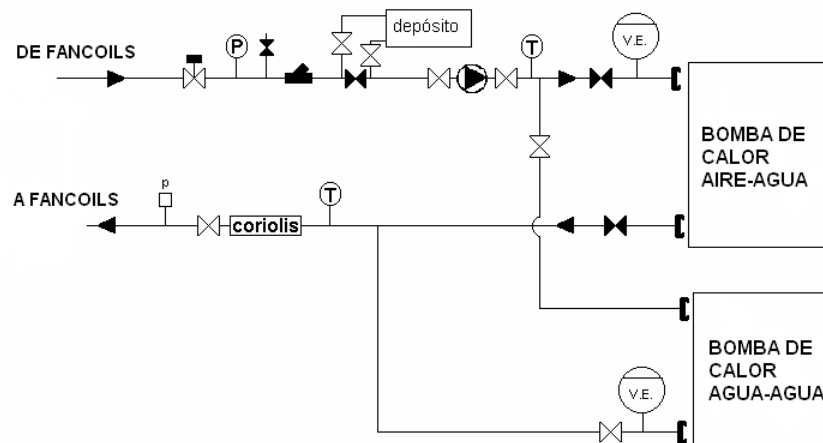 depósito
DE FANCOILS
P
T
V.E.
BOMBA DE
CALOR
AIRE-AGUA
A FANCOILS
p
coriolis
T
BOMBA DE
CALOR
AGUA-AGUA
V.E.